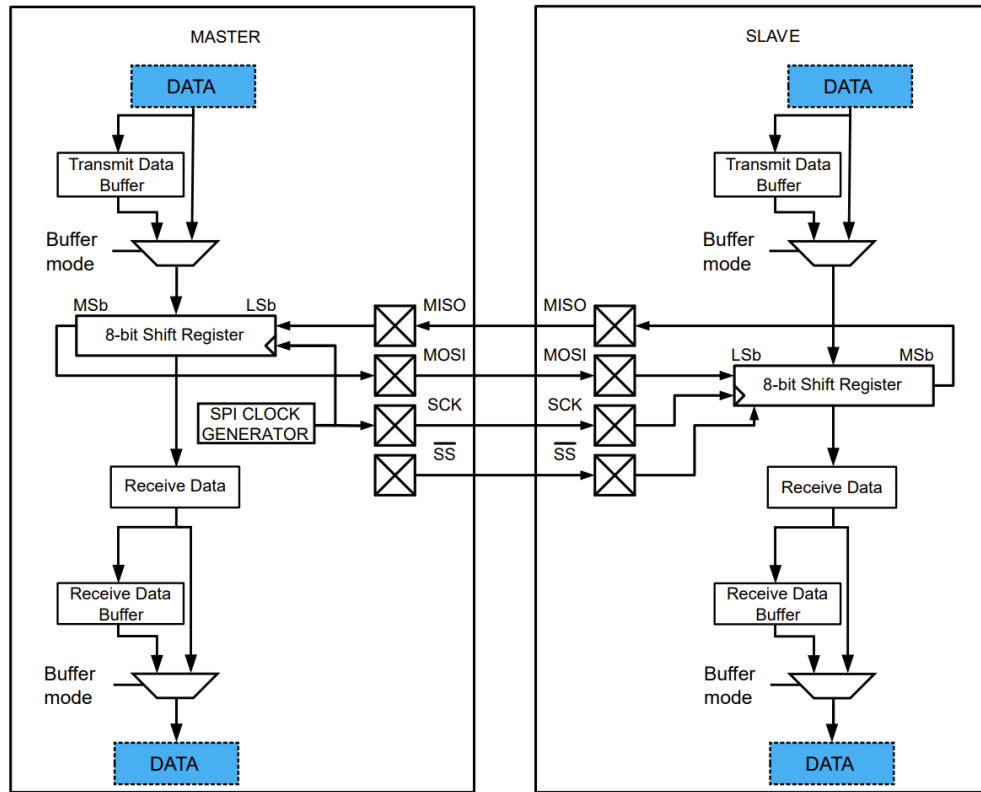 MASTER
DATA
Transmit Data
Buffer
Buffer
mode
MSb
LSb
8-bit Shift Register
SPI CLOCK
GENERATOR
Receive Data
Receive Data
Buffer
Buffer
mode
DATA
MISO
MOSI
SCK
SS
SLAVE
DATA
Transmit Data
Buffer
Buffer
mode
MISO
MOSI
SCK
SS
LSb
MSb
8-bit Shift Register
Receive Data
Receive Data
Buffer
Buffer
mode
DATA